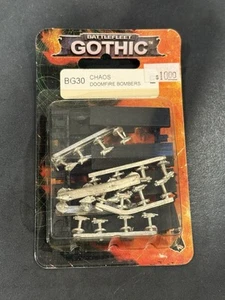 BATTLEFLEET
GOTHIC
BG30 CHAOS
DOOMFIRE BOMBERS